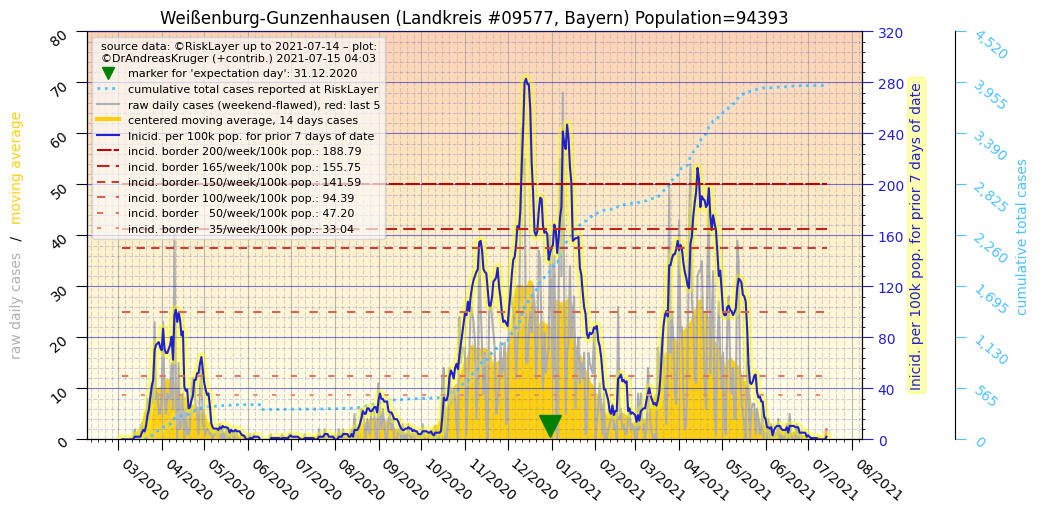 Weißenburg-Gunzenhausen (Landkreis #09577, Bayern) Population=94393
source data: ©RiskLayer up to 2021-07-14 – plot:
©DrAndreasKruger (+contrib.) 2021-07-15 04:03
marker for 'expectation day': 31.12.2020
cumulative total cases reported at RiskLayer
raw daily cases (weekend-flawed), red: last 5
centered moving average, 14 days cases
Inicid. per 100k pop. for prior 7 days of date
incid. border 200/week/100k pop.: 188.79
incid. border 165/week/100k pop.: 155.75
incid. border 150/week/100k pop.: 141.59
incid. border 100/week/100k pop.: 94.39
incid. border 50/week/100k pop.: 47.20
incid. border 35/week/100k pop.: 33.04
raw daily cases / moving average
80
70
60
50
40
30
20
10
0
320
280
240
200
160
120
80
40
0
Inicid. per 100k pop. for prior 7 days of date
4,520
3,955
3,390
2,825
2,260
1,695
1,130
565
0
cumulative total cases
03/2020
04/2020
05/2020
06/2020
07/2020
08/2020
09/2020
10/2020
11/2020
12/2020
01/2021
02/2021
03/2021
04/2021
05/2021
06/2021
07/2021
08/2021